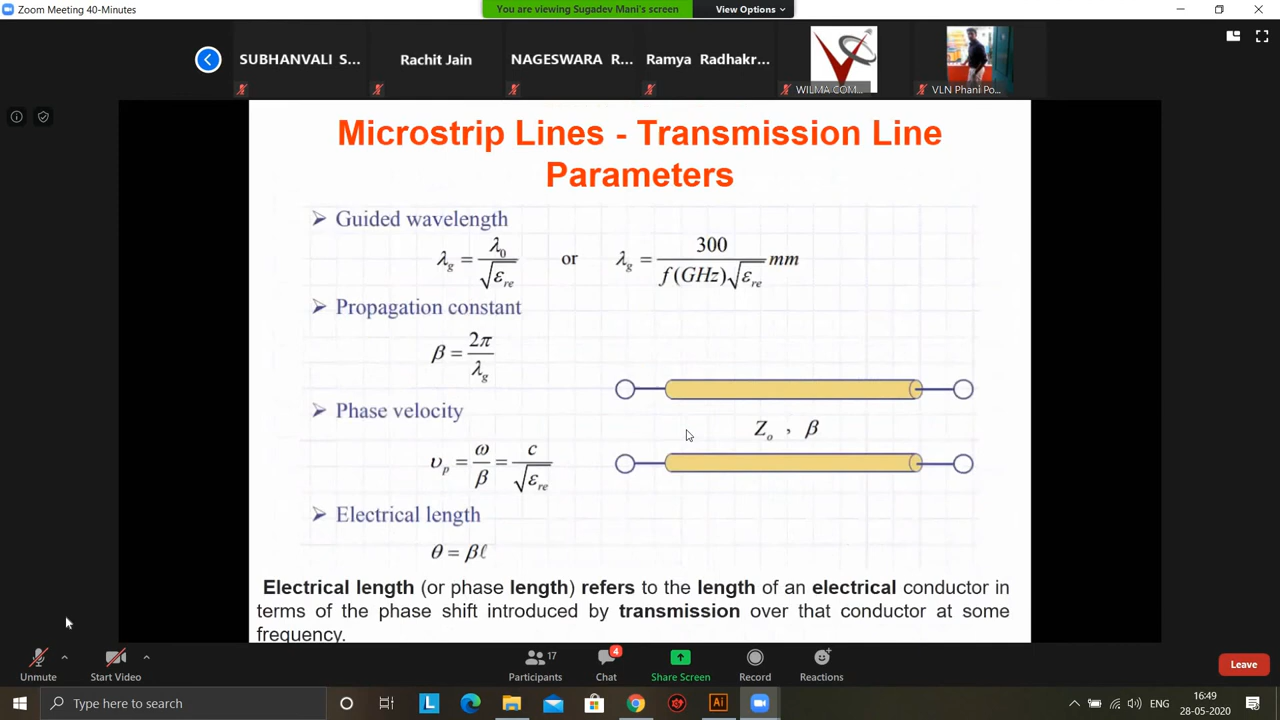 Zoom Meeting 40-Minutes
You are viewing Sugadev Mani's screen
View Options
SUBHANVALI S...
Rachit Jain
NAGESWARA R...
Ramya Radhakr...
WILMA COM...
VLN Phani Po...
Microstrip Lines - Transmission Line
Parameters
➢ Guided wavelength
λg = λ0 / √εre or λg = 300 / f(GHz)√εre mm
➢ Propagation constant
β = 2π / λg
➢ Phase velocity
υp = ω / β = c / √εre
Zo , β
➢ Electrical length
θ = βℓ
Electrical length (or phase length) refers to the length of an electrical conductor in
terms of the phase shift introduced by transmission over that conductor at some
frequency.
Unmute
Start Video
Participants 17
Chat 4
Share Screen
Record
Reactions
Leave
Type here to search
L
Ai
ENG
16:49
28-05-2020